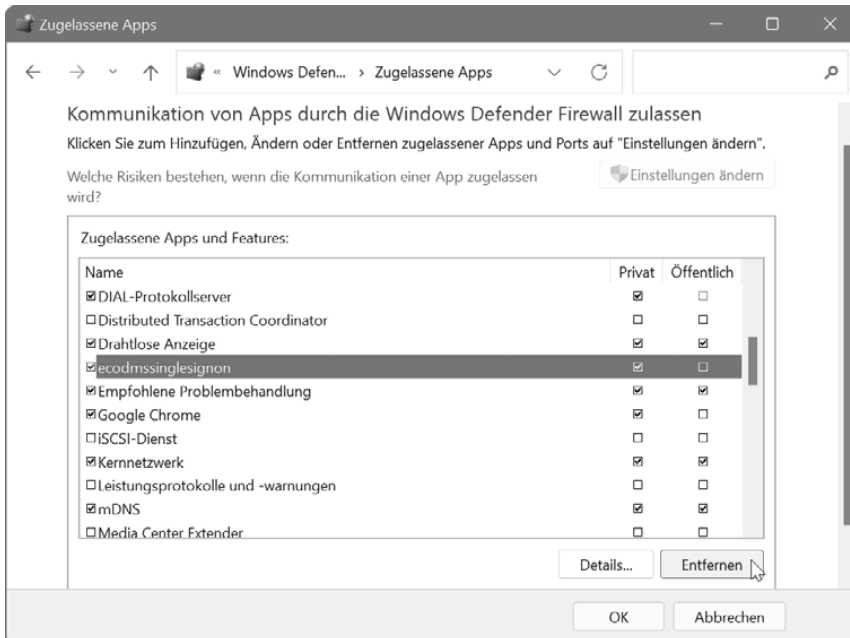 Zugelassene Apps
« Windows Defen... > Zugelassene Apps
Kommunikation von Apps durch die Windows Defender Firewall zulassen
Klicken Sie zum Hinzufügen, Ändern oder Entfernen zugelassener Apps und Ports auf "Einstellungen ändern".
Welche Risiken bestehen, wenn die Kommunikation einer App zugelassen
wird?
Einstellungen ändern
Zugelassene Apps und Features:
Name Privat Öffentlich
DIAL-Protokollserver
Distributed Transaction Coordinator
Drahtlose Anzeige
ecodmssinglesignon
Empfohlene Problembehandlung
Google Chrome
iSCSI-Dienst
Kernnetzwerk
Leistungsprotokolle und -warnungen
mDNS
Media Center Extender
Details... Entfernen
OK Abbrechen